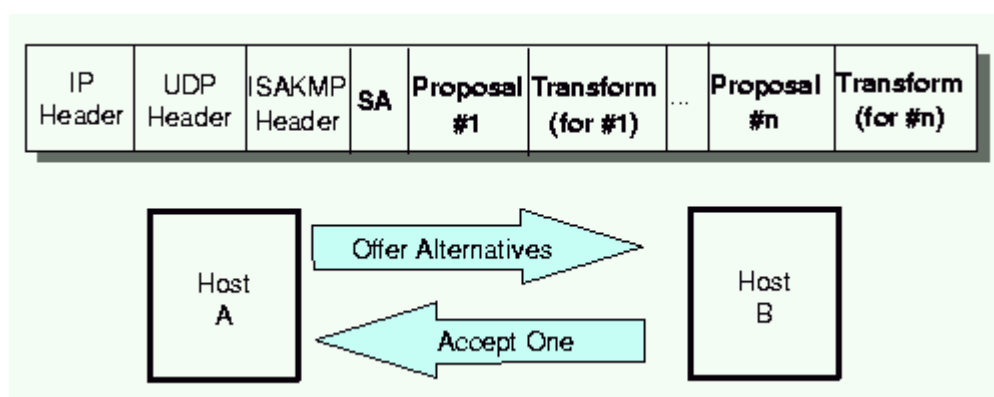 IP
Header
UDP
Header
ISAKMP
Header
SA
Proposal
#1
Transform
(for #1)
...
Proposal
#n
Transform
(for #n)
Host
A
Offer Alternatives
Accept One
Host
B